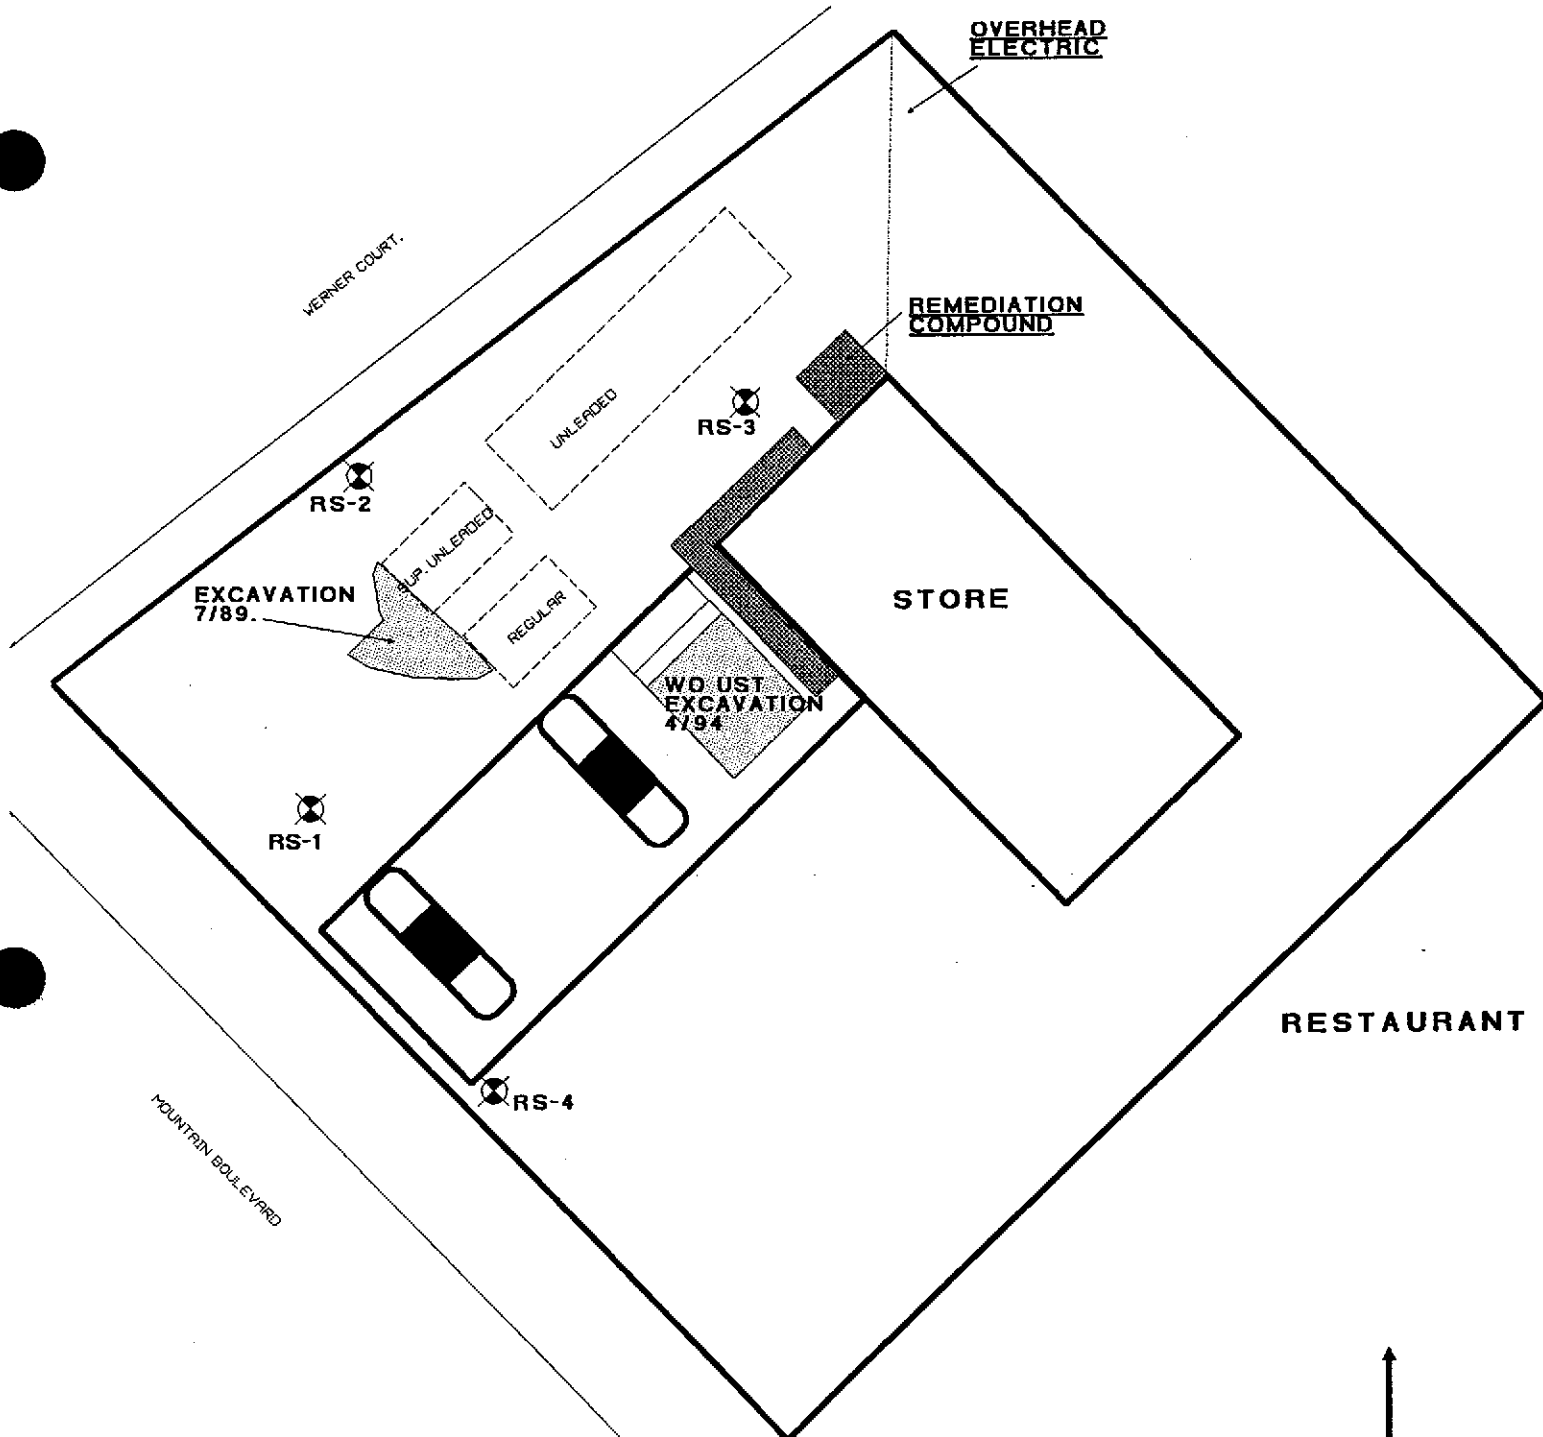 OVERHEAD
ELECTRIC
WERNER COURT.
REMEDIATION
COMPOUND
UNLEADED
RS-3
RS-2
SUP. UNLEADED
EXCAVATION
7/89.
REGULAR
STORE
WO UST
EXCAVATION
4/94
RS-1
RESTAURANT
RS-4
MOUNTAIN BOULEVARD